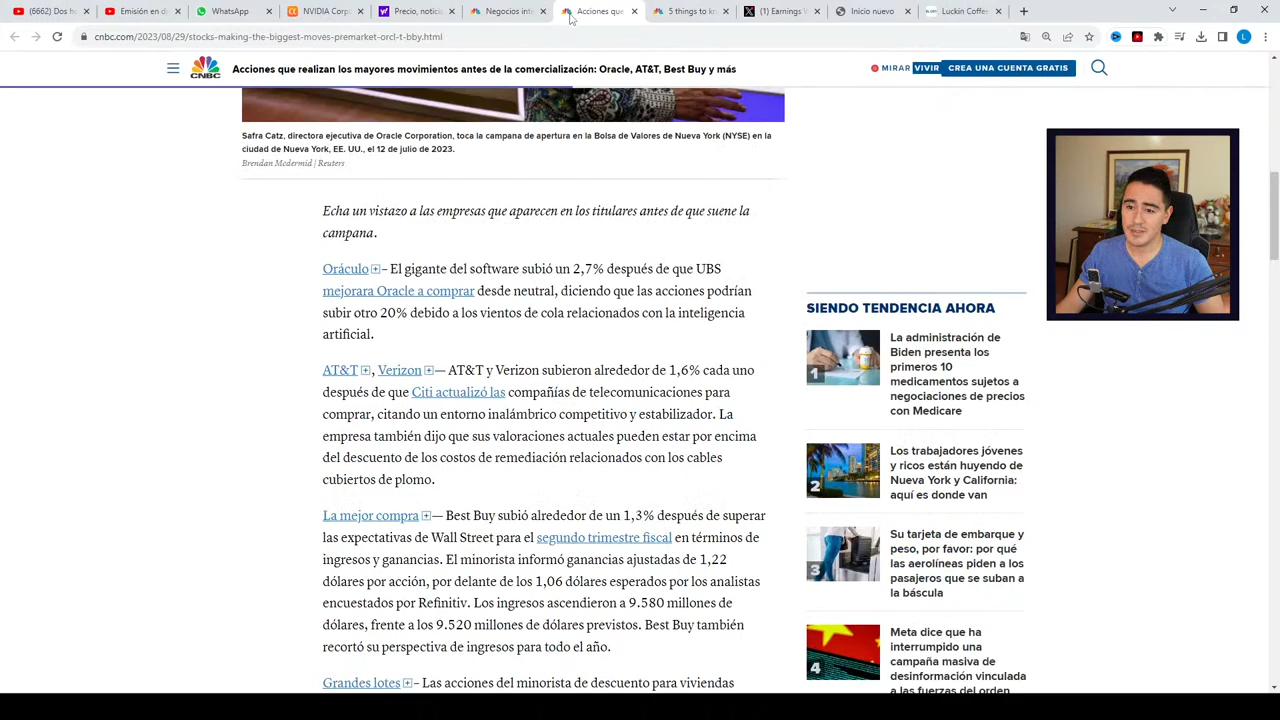 (6662) Dos ho
Emisión en d
WhatsApp
NVIDIA Corp
Precio, noticia
Negocios inte
Acciones que
5 things to kn
(1) Earnings W
Inicio nuevo
Luckin Coffee
cnbc.com/2023/08/29/stocks-making-the-biggest-moves-premarket-orcl-t-bby.html
L
CNBC
Acciones que realizan los mayores movimientos antes de la comercialización: Oracle, AT&T, Best Buy y más
MIRAR VIVIR
CREA UNA CUENTA GRATIS
Safra Catz, directora ejecutiva de Oracle Corporation, toca la campana de apertura en la Bolsa de Valores de Nueva York (NYSE) en la
ciudad de Nueva York, EE. UU., el 12 de julio de 2023.
Brendan Mcdermid | Reuters
Echa un vistazo a las empresas que aparecen en los titulares antes de que suene la
campana.
Oráculo – El gigante del software subió un 2,7% después de que UBS
mejorara Oracle a comprar desde neutral, diciendo que las acciones podrían
subir otro 20% debido a los vientos de cola relacionados con la inteligencia
artificial.
AT&T , Verizon — AT&T y Verizon subieron alrededor de 1,6% cada uno
después de que Citi actualizó las compañías de telecomunicaciones para
comprar, citando un entorno inalámbrico competitivo y estabilizador. La
empresa también dijo que sus valoraciones actuales pueden estar por encima
del descuento de los costos de remediación relacionados con los cables
cubiertos de plomo.
La mejor compra — Best Buy subió alrededor de un 1,3% después de superar
las expectativas de Wall Street para el segundo trimestre fiscal en términos de
ingresos y ganancias. El minorista informó ganancias ajustadas de 1,22
dólares por acción, por delante de los 1,06 dólares esperados por los analistas
encuestados por Refinitiv. Los ingresos ascendieron a 9.580 millones de
dólares, frente a los 9.520 millones de dólares previstos. Best Buy también
recortó su perspectiva de ingresos para todo el año.
Grandes lotes – Las acciones del minorista de descuento para viviendas
SIENDO TENDENCIA AHORA
1
La administración de
Biden presenta los
primeros 10
medicamentos sujetos a
negociaciones de precios
con Medicare
2
Los trabajadores jóvenes
y ricos están huyendo de
Nueva York y California:
aquí es donde van
3
Su tarjeta de embarque y
peso, por favor: por qué
las aerolíneas piden a los
pasajeros que se suban a
la báscula
4
Meta dice que ha
interrumpido una
campaña masiva de
desinformación vinculada
a las fuerzas del orden